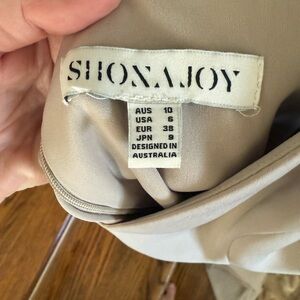 SHONA JOY
AUS 10
USA 6
EUR 38
JPN 9
DESIGNED IN
AUSTRALIA